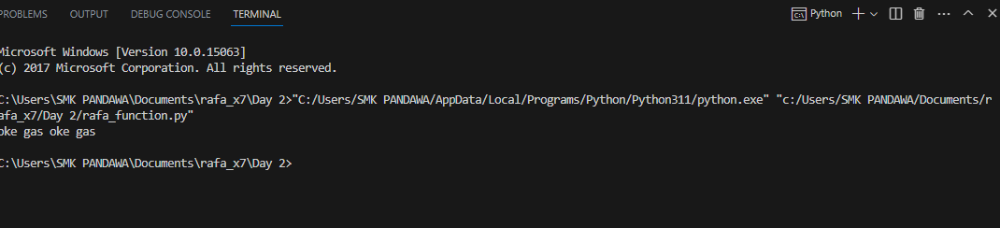 PROBLEMS OUTPUT DEBUG CONSOLE TERMINAL Python
Microsoft Windows [Version 10.0.15063]
(c) 2017 Microsoft Corporation. All rights reserved.
C:\Users\SMK PANDAWA\Documents\rafa_x7\Day 2>"C:/Users/SMK PANDAWA/AppData/Local/Programs/Python/Python311/python.exe" "c:/Users/SMK PANDAWA/Documents/r
afa_x7/Day 2/rafa_function.py"
oke gas oke gas
C:\Users\SMK PANDAWA\Documents\rafa_x7\Day 2>